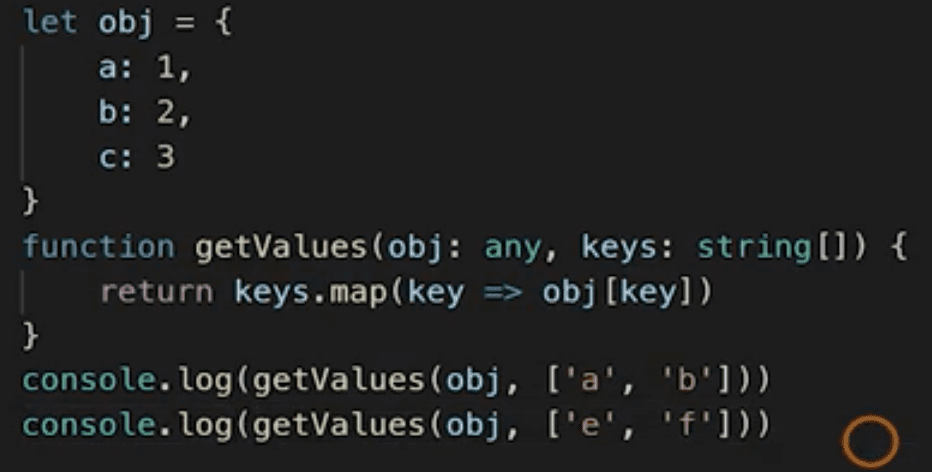 let obj = {
    a: 1,
    b: 2,
    c: 3
}
function getValues(obj: any, keys: string[]) {
    return keys.map(key => obj[key])
}
console.log(getValues(obj, ['a', 'b']))
console.log(getValues(obj, ['e', 'f']))